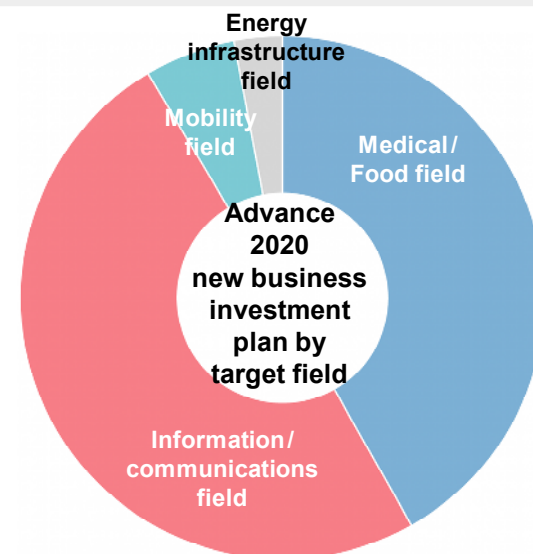 Energy
infrastructure
field
Mobility
field
Medical/
Food field
Advance
2020
new business
investment
plan by
target field
Information/
communications
field